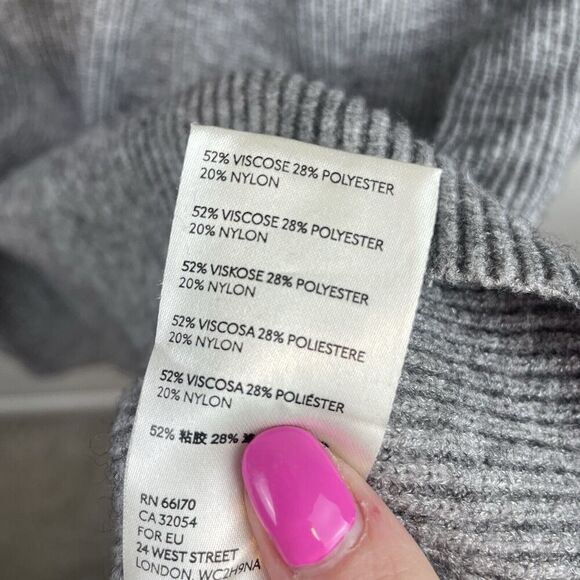 52% VISCOSE 28% POLYESTER
20% NYLON
52% VISCOSE 28% POLYESTER
20% NYLON
52% VISKOSE 28% POLYESTER
20% NYLON
52% VISCOSA 28% POLIESTERE
20% NYLON
52% VISCOSA 28% POLIÉSTER
20% NYLON
52% 粘胶 28%
RN 66170
CA 32054
FOR EU
24 WEST STREET
LONDON, WC2H9NA